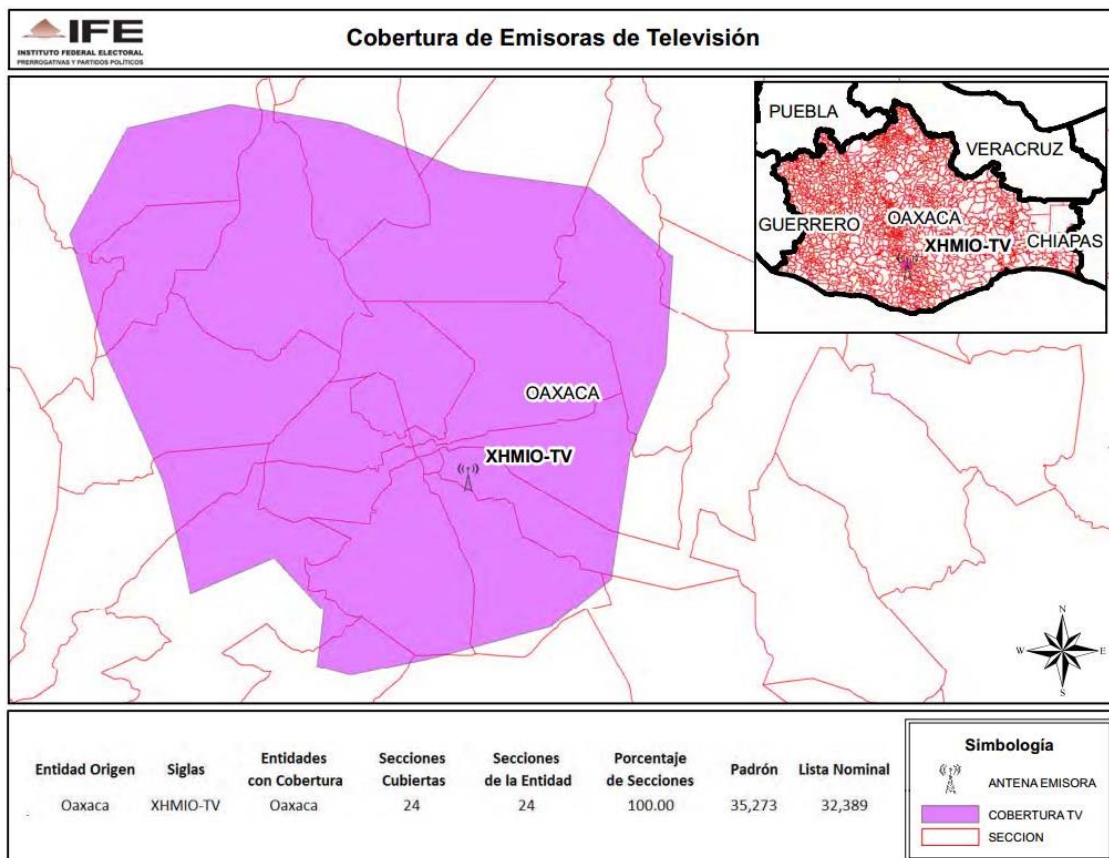 IFE
INSTITUTO FEDERAL ELECTORAL
PRERROGATIVAS Y PARTIDOS POLÍTICOS
Cobertura de Emisoras de Televisión
PUEBLA
VERACRUZ
GUERRERO
OAXACA
XHMIO-TV
CHIAPAS
OAXACA
XHMIO-TV
N
W E
S
Entidad Origen Siglas Entidades con Cobertura Secciones Cubiertas Secciones de la Entidad Porcentaje de Secciones Padrón Lista Nominal
Oaxaca XHMIO-TV Oaxaca 24 24 100.00 35,273 32,389
Simbología
ANTENA EMISORA
COBERTURA TV
SECCION